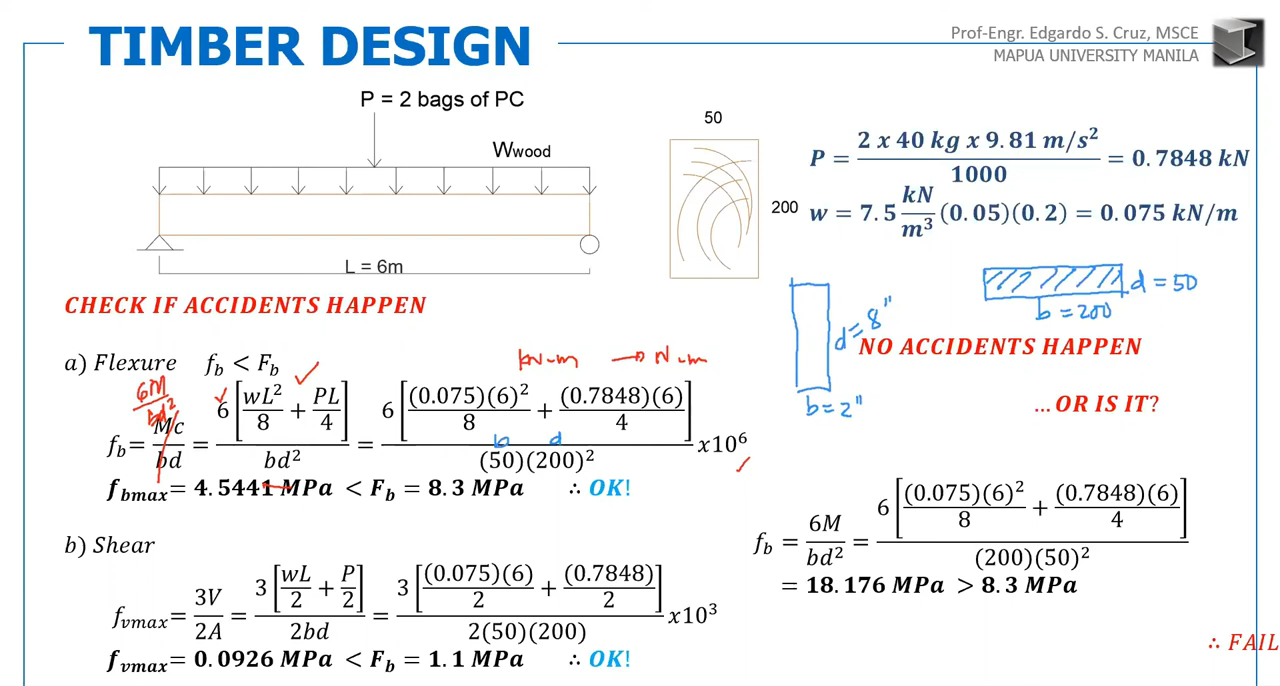 TIMBER DESIGN
Prof-Engr. Edgardo S. Cruz, MSCE
MAPUA UNIVERSITY MANILA
P = 2 bags of PC
Wwood
L = 6m
50
200
P = (2 x 40 kg x 9.81 m/s²)/1000 = 0.7848 kN
w = 7.5 kN/m³ (0.05)(0.2) = 0.075 kN/m
d = 8"
b = 2"
d = 50
b = 200
CHECK IF ACCIDENTS HAPPEN
NO ACCIDENTS HAPPEN
... OR IS IT?
a) Flexure f_b < F_b
kN-m → N-m
6M/bd²
f_b = Mc/bd = 6[wL²/8 + PL/4]/bd² = 6[(0.075)(6)²/8 + (0.7848)(6)/4]/(50)(200)² x10⁶
b d
f_bmax = 4.5441 MPa < F_b = 8.3 MPa ∴ OK!
b) Shear
f_vmax = 3V/2A = 3[wL/2 + P/2]/2bd = 3[(0.075)(6)/2 + (0.7848)/2]/2(50)(200) x10³
f_vmax = 0.0926 MPa < F_b = 1.1 MPa ∴ OK!
f_b = 6M/bd² = 6[(0.075)(6)²/8 + (0.7848)(6)/4]/(200)(50)²
= 18.176 MPa > 8.3 MPa
∴ FAIL